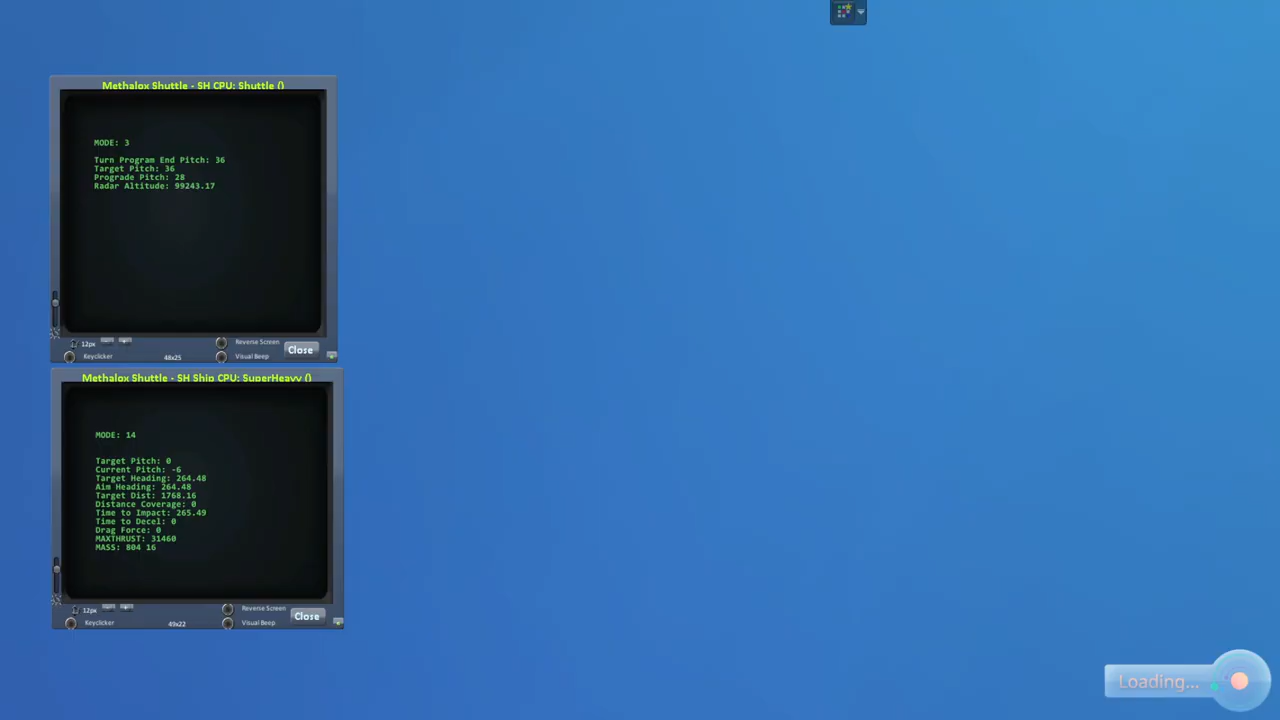 Methalox Shuttle - SH CPU: Shuttle ()
MODE: 3
Turn Program End Pitch: 36
Target Pitch: 36
Prograde Pitch: 28
Radar Altitude: 99243.17
12px
- +
Reverse Screen
Keyclicker
48x25
Visual Beep
Close
Methalox Shuttle - SH Ship CPU: SuperHeavy ()
MODE: 14
Target Pitch: 0
Current Pitch: -6
Target Heading: 264.48
Aim Heading: 264.48
Target Dist: 1768.16
Distance Coverage: 0
Time to Impact: 265.49
Time to Decel: 0
Drag Force: 0
MAXTHRUST: 31460
MASS: 804 16
12px
- +
Reverse Screen
Keyclicker
49x22
Visual Beep
Close
Loading...